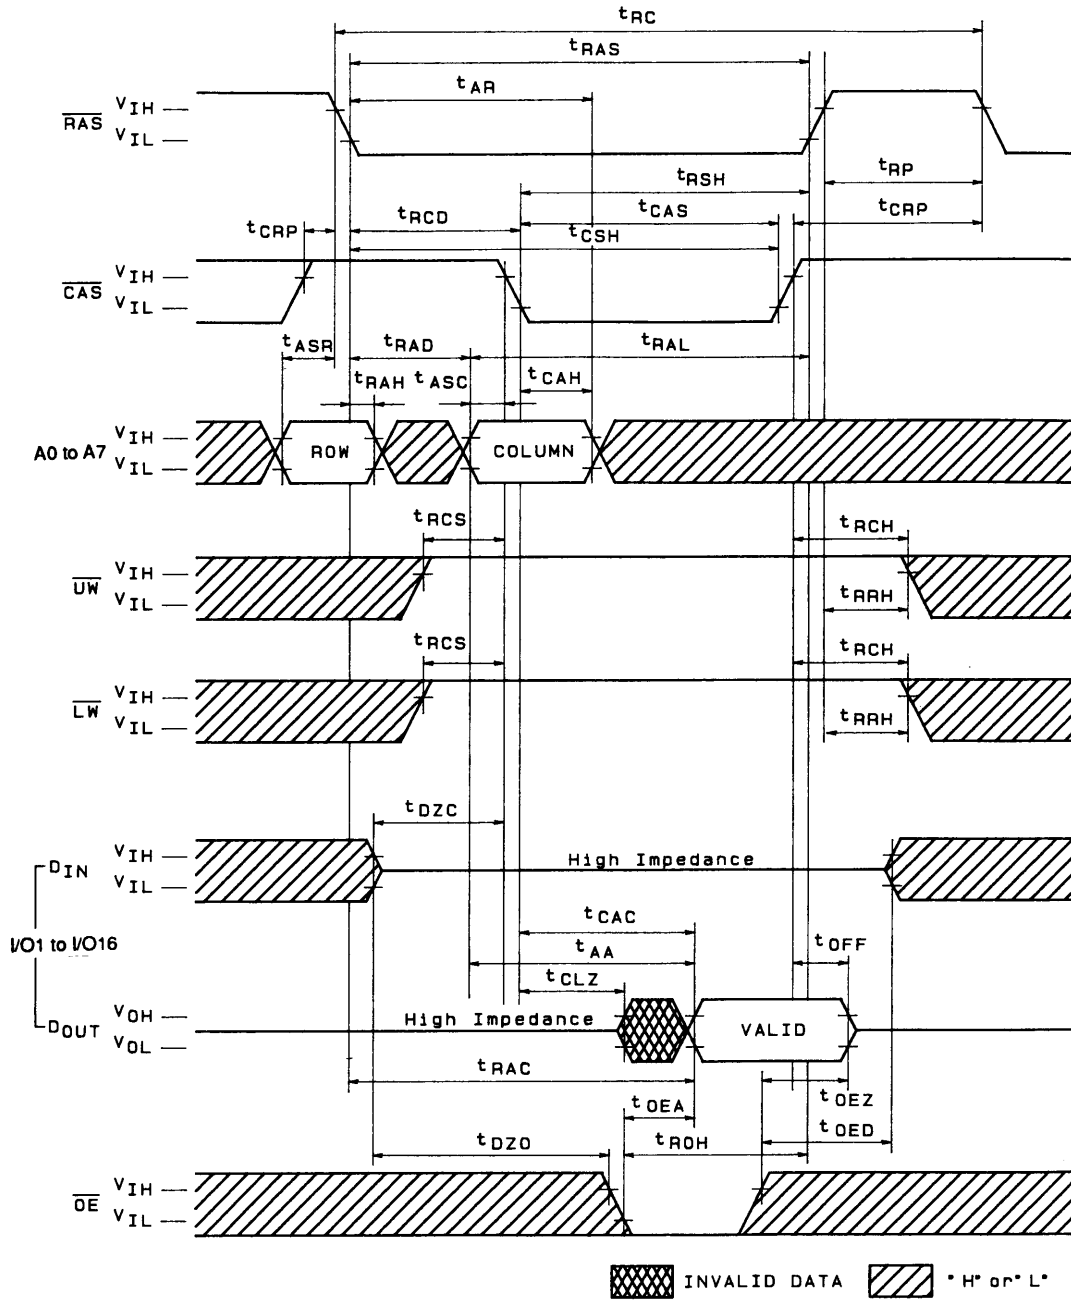 tRC
tRAS
tAR
RAS VIH
VIL
tRP
tRSH
tCRP tRCD tCAS tCRP
tCSH
CAS VIH
VIL
tASR tRAD tRAL
tRAH tASC tCAH
A0 to A7 VIH
VIL
ROW COLUMN
tRCS tRCH
UW VIH
VIL
tRRH
tRCS tRCH
LW VIH
VIL
tRRH
tDZC
DIN VIH
VIL
High Impedance
I/O1 to I/O16
tCAC
tAA tOFF
tCLZ
DOUT VOH
VOL
High Impedance VALID
tRAC
tOEA tOEZ
tDZO tROH tOED
OE VIH
VIL
INVALID DATA "H" or "L"